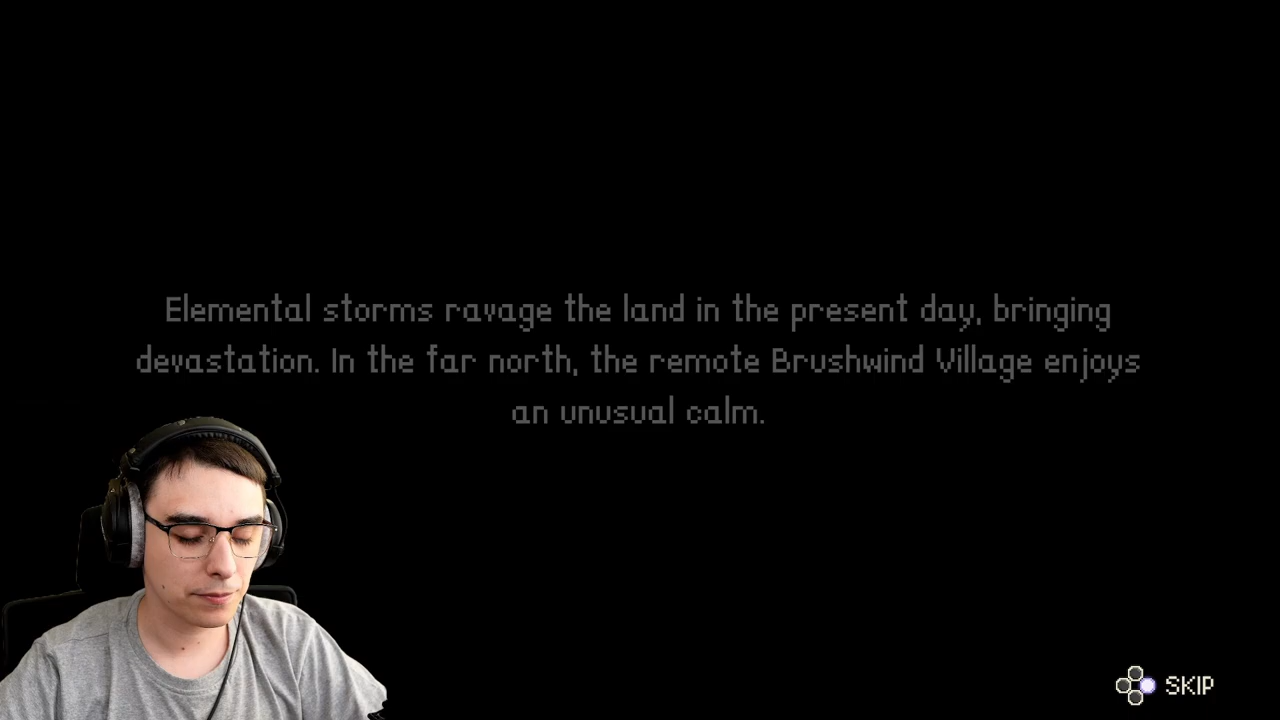 Elemental storms ravage the land in the present day, bringing
devastation. In the far north, the remote Brushwind Village enjoys
an unusual calm.
SKIP